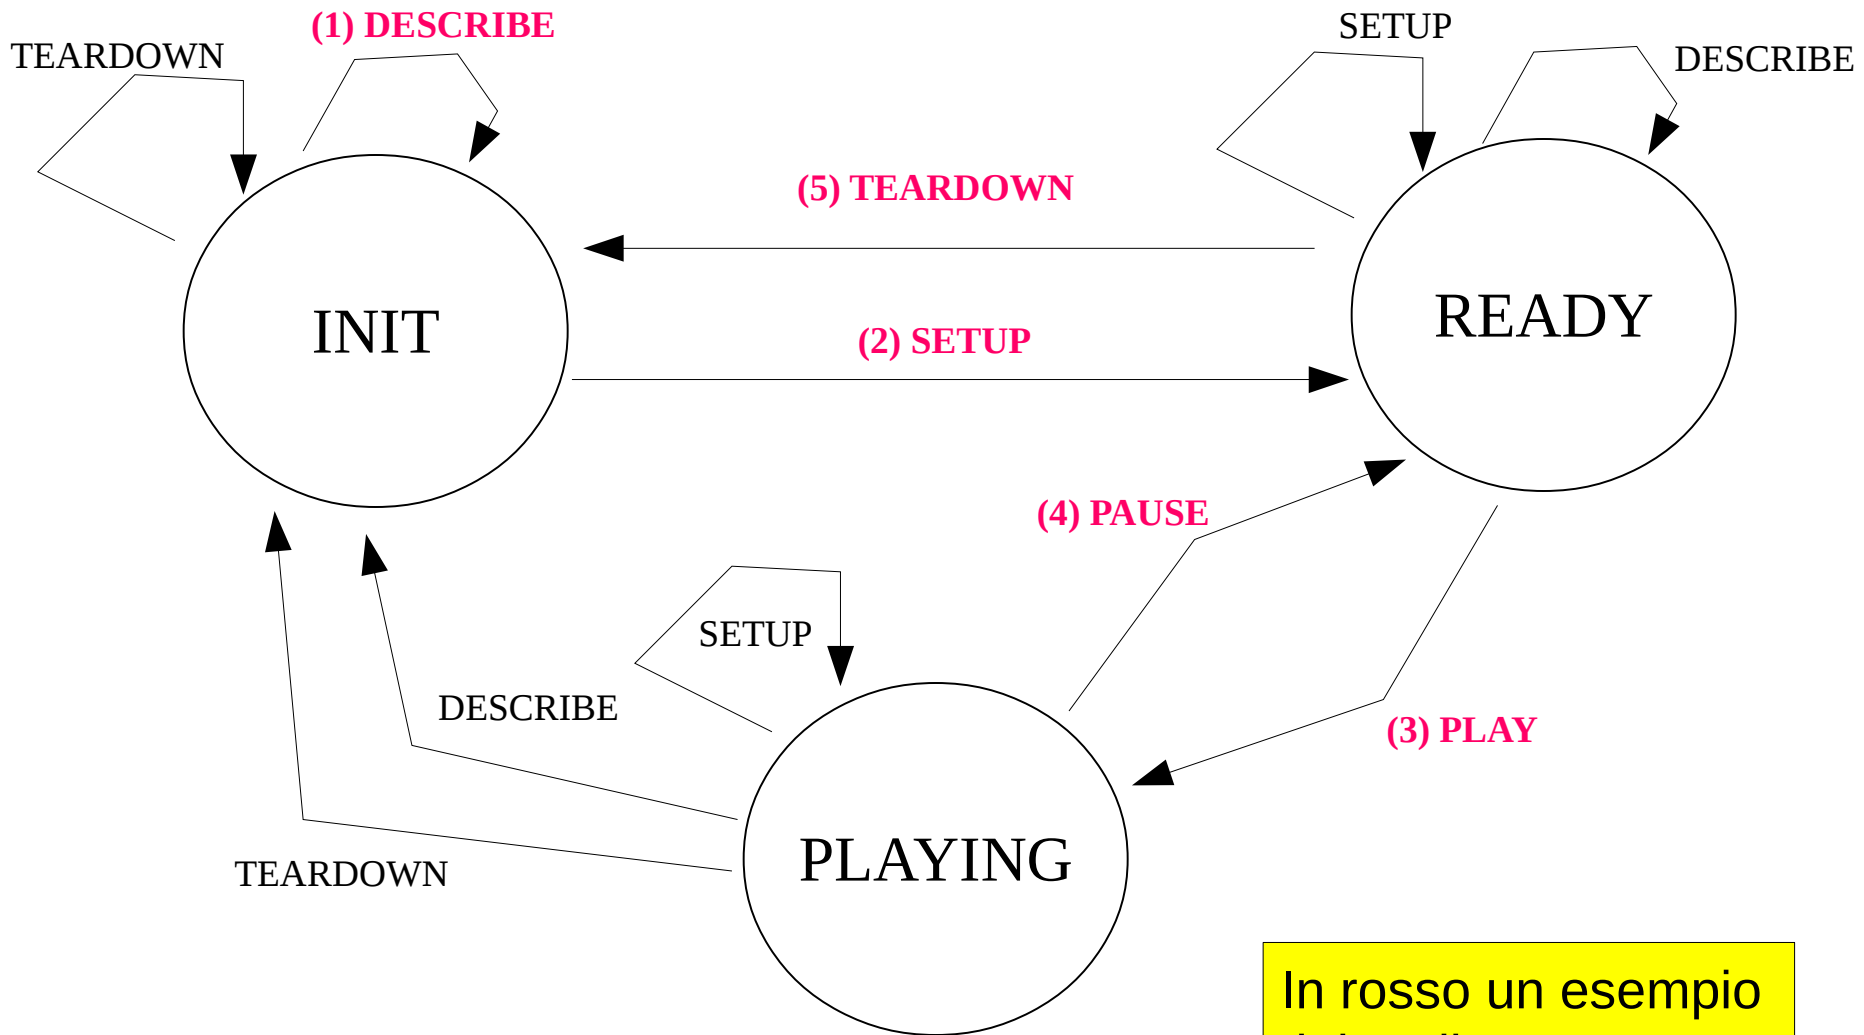 (1) DESCRIBE
SETUP
TEARDOWN
DESCRIBE
(5) TEARDOWN
INIT
READY
(2) SETUP
(4) PAUSE
SETUP
DESCRIBE
(3) PLAY
PLAYING
TEARDOWN
In rosso un esempio